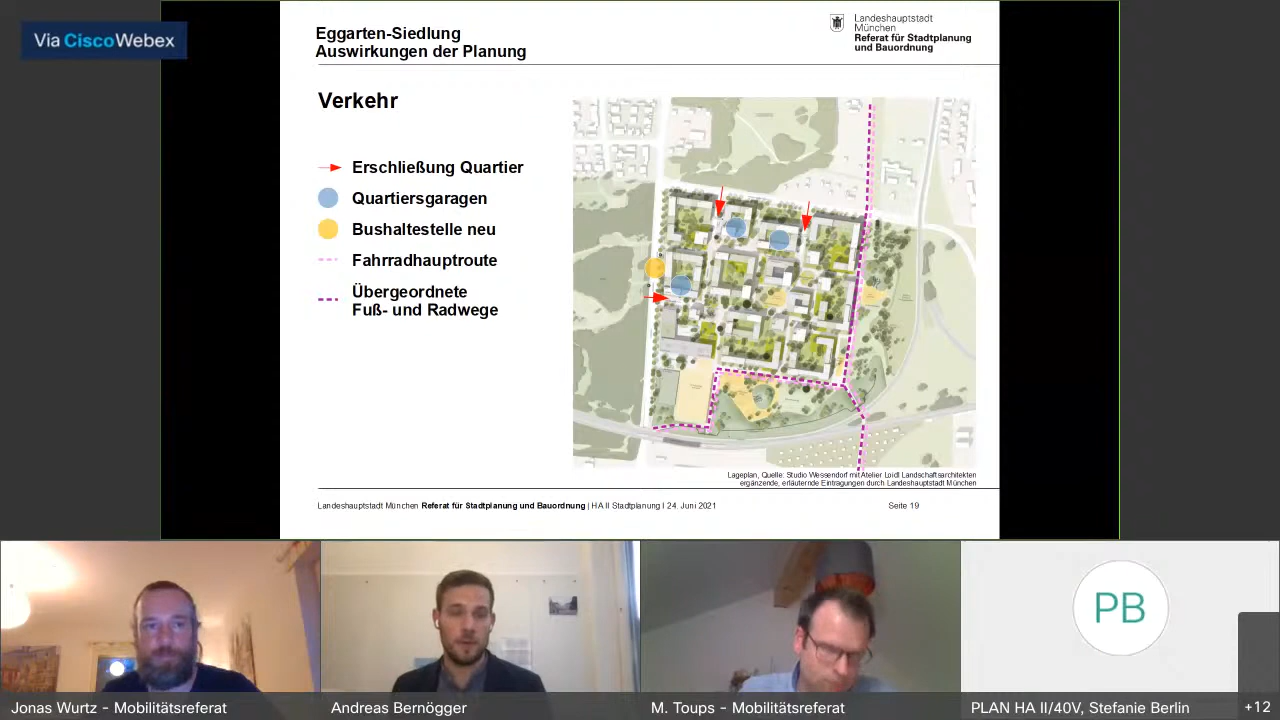 Via Cisco Webex
Eggarten-Siedlung
Auswirkungen der Planung
Landeshauptstadt
München
Referat für Stadtplanung
und Bauordnung
Verkehr
Erschließung Quartier
Quartiersgaragen
Bushaltestelle neu
Fahrradhauptroute
Übergeordnete
Fuß- und Radwege
Lageplan, Quelle: Studio Wessendorf mit Atelier Loidl Landschaftsarchitekten
ergänzende, erläuternde Eintragungen durch Landeshauptstadt München
Landeshauptstadt München Referat für Stadtplanung und Bauordnung | HA II Stadtplanung I 24. Juni 2021
Seite 19
PB
Jonas Wurtz - Mobilitätsreferat
Andreas Bernögger
M. Toups - Mobilitätsreferat
PLAN HA II/40V, Stefanie Berlin
+12